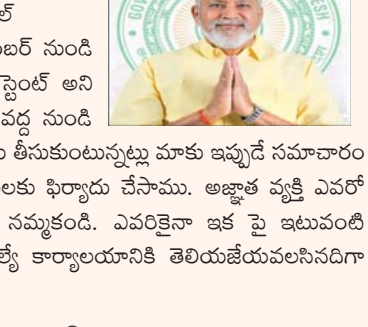 ల్
ంబర్ నుండి
స్టెంట్ అని
వద్ద నుండి
తీసుకుంటున్నట్లు మాకు ఇప్పుడే సమాచారం
లకు ఫిర్యాదు చేసాము. అజ్ఞాత వ్యక్తి ఎవరో
నమ్మకండి. ఎవరికైనా ఇక పై ఇటువంటి
ల్యే కార్యాలయానికి తెలియజేయవలసినదిగా